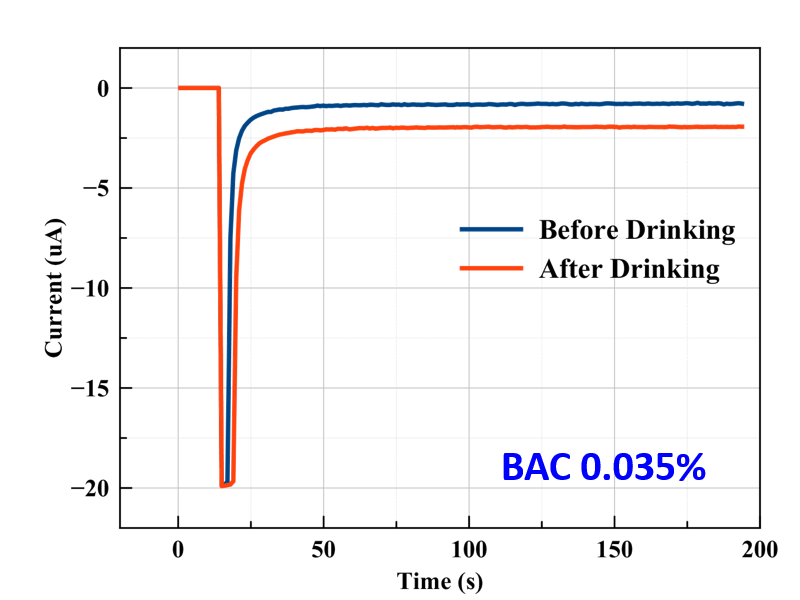 0
−5
−10
−15
−20
Current (uA)
Before Drinking
After Drinking
BAC 0.035%
0 50 100 150 200
Time (s)